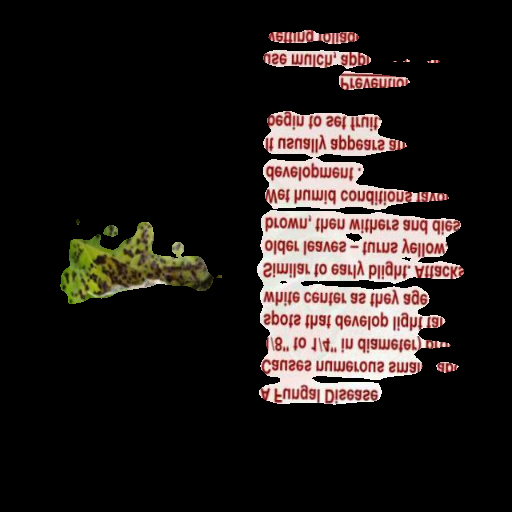 A Fungal Disease
Causes numerous small
(1/8” to 1/4” in diameter)
spots that develop light
white center as they age
Similar to early blight. Attacks
older leaves – turns yellow
brown, then withers and dies
Wet humid conditions
development.
It usually appears
begin to set fruit
Prevention
use mulch,